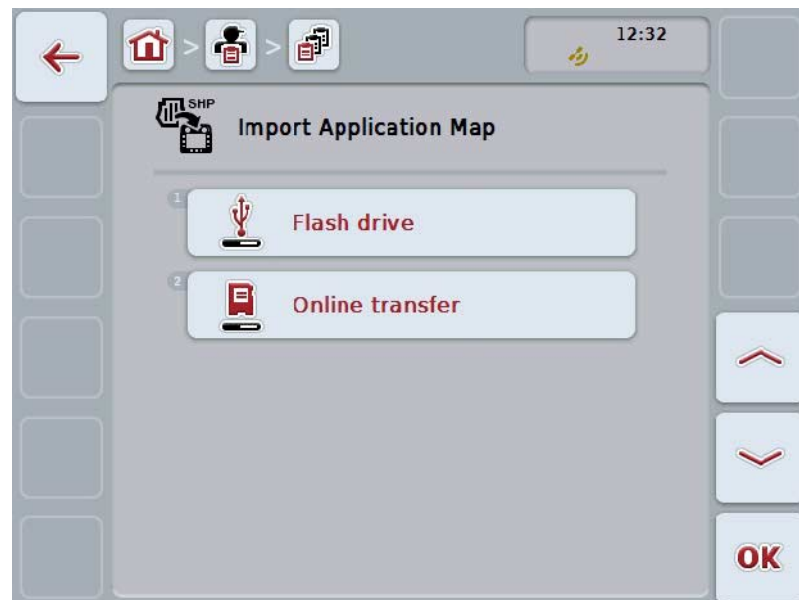 > >
12:32
SHP
Import Application Map
1
Flash drive
2
Online transfer
OK